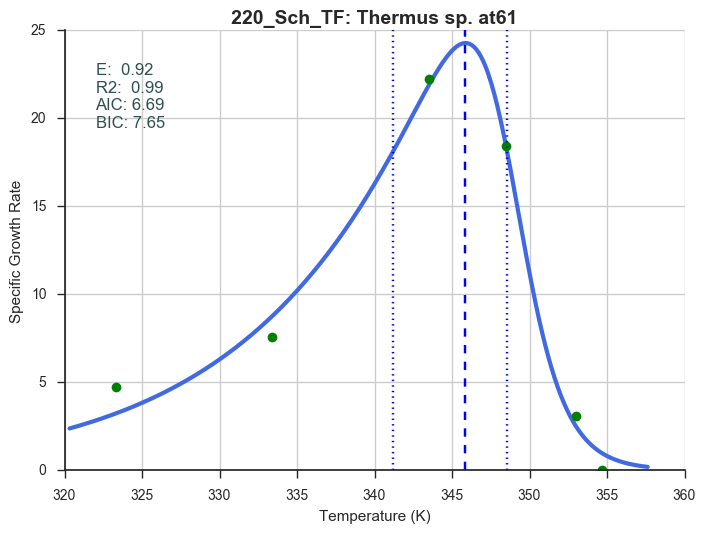 220_Sch_TF: Thermus sp. at61
E: 0.92
R2: 0.99
AIC: 6.69
BIC: 7.65
Specific Growth Rate
25
20
15
10
5
0
320 325 330 335 340 345 350 355 360
Temperature (K)